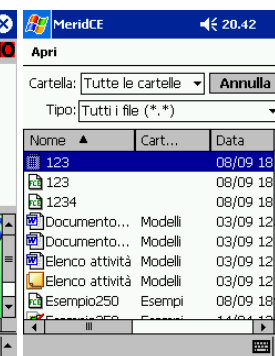 MeridCE 20.42
Apri
Cartella: Tutte le cartelle Annulla
Tipo: Tutti i file (*.*)
Nome Cart... Data
123 08/09 18
123 08/09 18
1234 08/09 18
Documento... Modelli 03/09 12
Documento... Modelli 03/09 12
Elenco attività Modelli 03/09 12
Elenco attività Modelli 03/09 12
Esempio250 Esempi 08/09 18